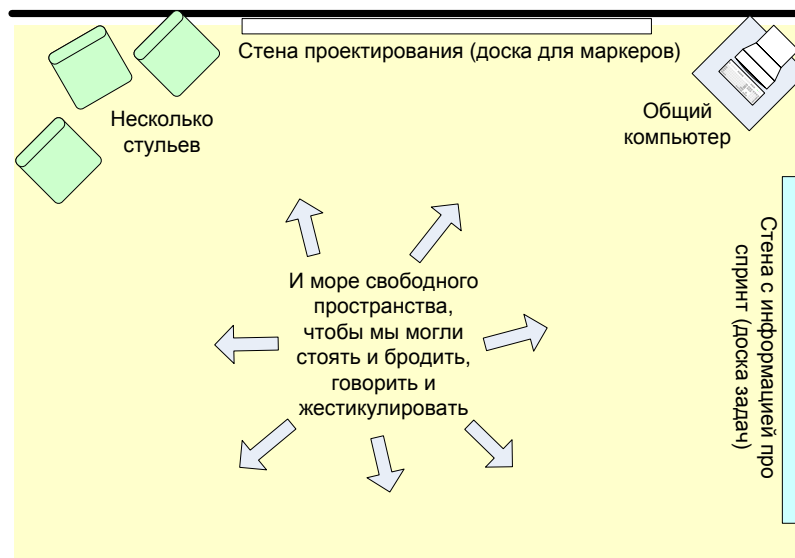 Стена проектирования (доска для маркеров)
Несколько
стульев
Общий
компьютер
И море свободного
пространства,
чтобы мы могли
стоять и бродить,
говорить и
жестикулировать
Стена с информацией про
спринт (доска задач)